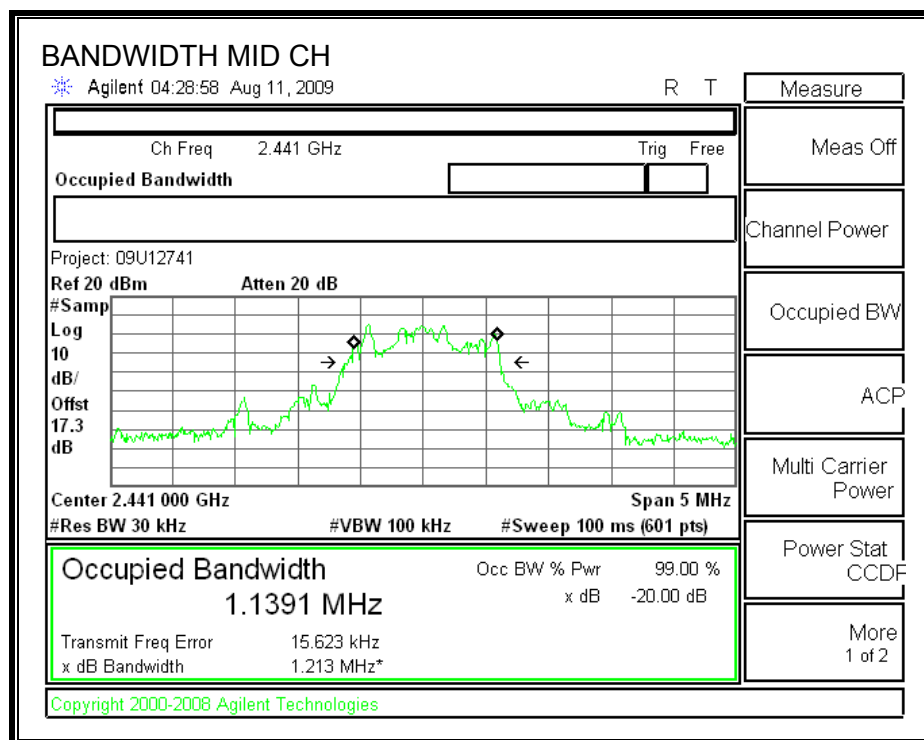 BANDWIDTH MID CH
Agilent 04:28:58 Aug 11, 2009 R T
Measure
Ch Freq 2.441 GHz Trig Free
Meas Off
Occupied Bandwidth
Channel Power
Project: 09U12741
Ref 20 dBm Atten 20 dB
#Samp
Log
10
dB/
Offst
17.3
dB
Occupied BW
ACP
Multi Carrier
Power
Center 2.441 000 GHz Span 5 MHz
#Res BW 30 kHz #VBW 100 kHz #Sweep 100 ms (601 pts)
Power Stat
CCDF
Occupied Bandwidth Occ BW % Pwr 99.00 %
1.1391 MHz x dB -20.00 dB
Transmit Freq Error 15.623 kHz
x dB Bandwidth 1.213 MHz*
More
1 of 2
Copyright 2000-2008 Agilent Technologies